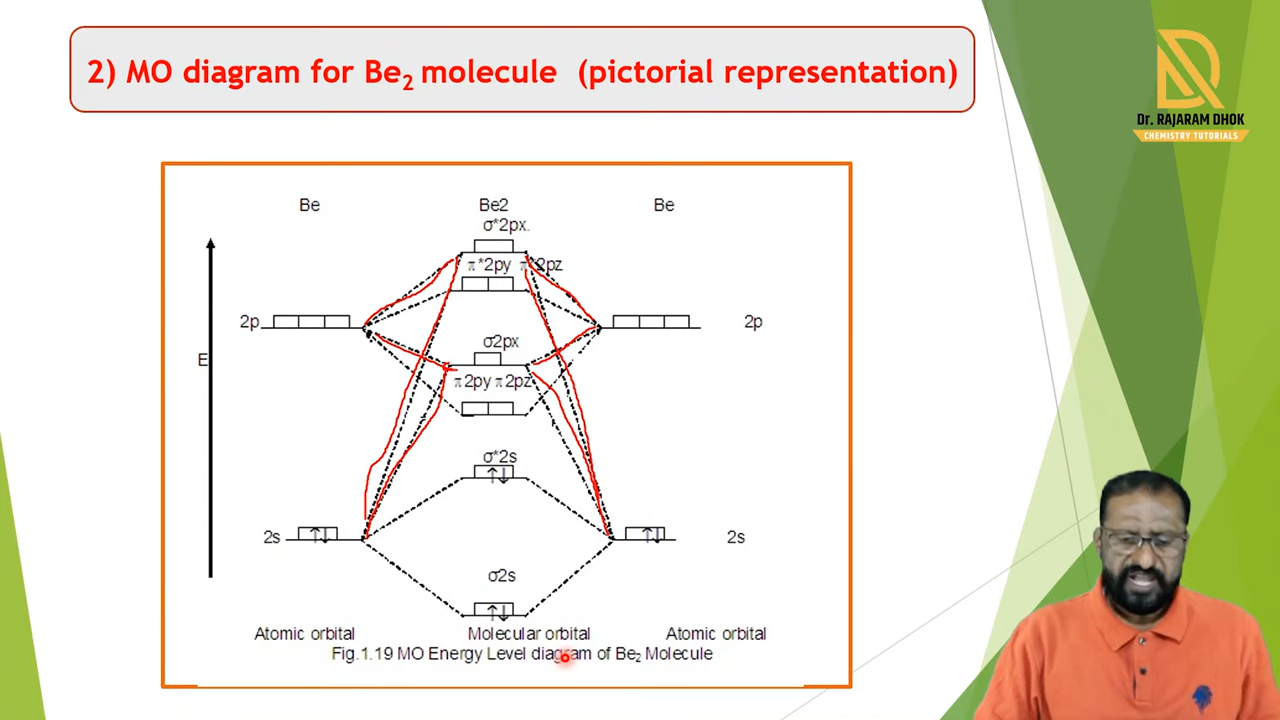 2) MO diagram for Be₂ molecule (pictorial representation)
Dr. RAJARAM DHOK
CHEMISTRY TUTORIALS
Be Be2 Be
σ*2px.
π*2py π*2pz
2p 2p
σ2px
E
π2py π2pz
σ*2s
2s 2s
σ2s
Atomic orbital Molecular orbital Atomic orbital
Fig.1.19 MO Energy Level diagram of Be₂ Molecule